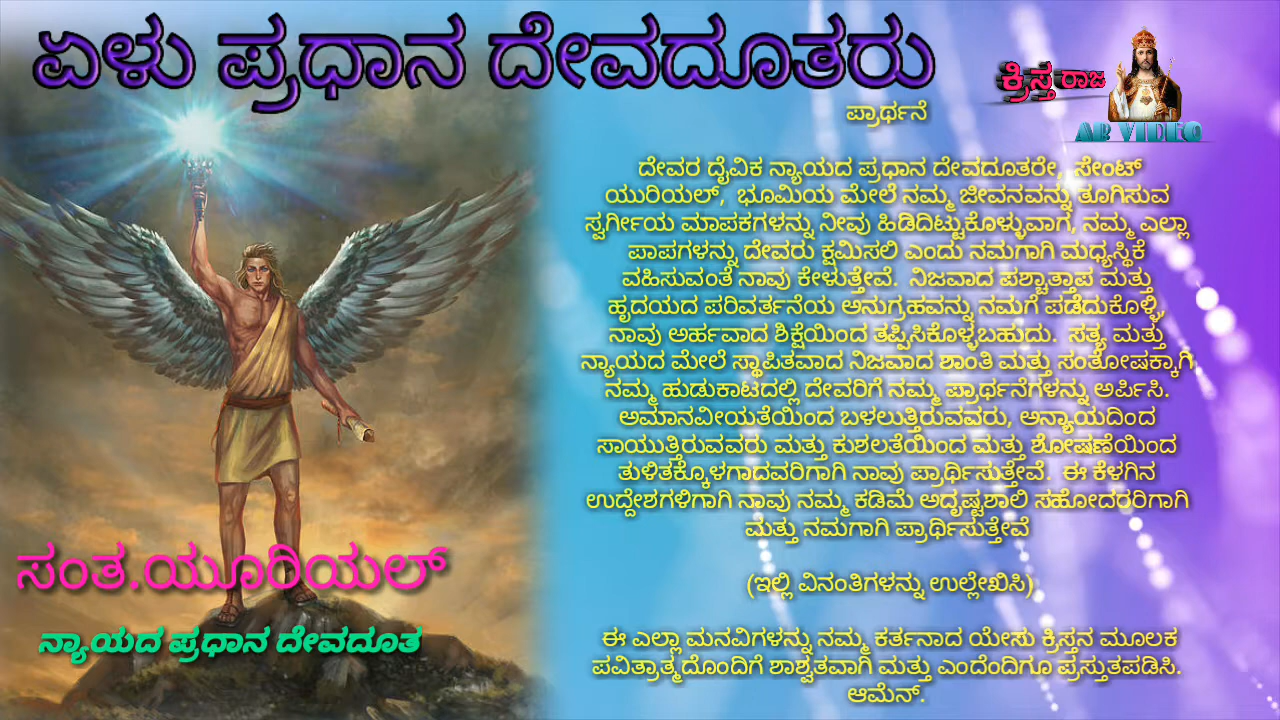 ಏಳು ಪ್ರಧಾನ ದೇವದೂತರು
ಕ್ರಿಸ್ತ ರಾಜ
AB VIDEO
ಪ್ರಾರ್ಥನೆ
ದೇವರ ದೈವಿಕ ನ್ಯಾಯದ ಪ್ರಧಾನ ದೇವದೂತರೇ, ಸೇಂಟ್
ಯುರಿಯಲ್, ಭೂಮಿಯ ಮೇಲೆ ನಮ್ಮ ಜೀವನವನ್ನು ತೂಗಿಸುವ
ಸ್ವರ್ಗೀಯ ಮಾಪಕಗಳನ್ನು ನೀವು ಹಿಡಿದಿಟ್ಟುಕೊಳ್ಳುವಾಗ, ನಮ್ಮ ಎಲ್ಲಾ
ಪಾಪಗಳನ್ನು ದೇವರು ಕ್ಷಮಿಸಲಿ ಎಂದು ನಮಗಾಗಿ ಮಧ್ಯಸ್ಥಿಕೆ
ವಹಿಸುವಂತೆ ನಾವು ಕೇಳುತ್ತೇವೆ. ನಿಜವಾದ ಪಶ್ಚಾತ್ತಾಪ ಮತ್ತು
ಹೃದಯದ ಪರಿವರ್ತನೆಯ ಅನುಗ್ರಹವನ್ನು ನಮಗೆ ಪಡೆದುಕೊಳ್ಳಿ,
ನಾವು ಅರ್ಹವಾದ ಶಿಕ್ಷೆಯಿಂದ ತಪ್ಪಿಸಿಕೊಳ್ಳಬಹುದು. ಸತ್ಯ ಮತ್ತು
ನ್ಯಾಯದ ಮೇಲೆ ಸ್ಥಾಪಿತವಾದ ನಿಜವಾದ ಶಾಂತಿ ಮತ್ತು ಸಂತೋಷಕ್ಕಾಗಿ
ನಮ್ಮ ಹುಡುಕಾಟದಲ್ಲಿ ದೇವರಿಗೆ ನಮ್ಮ ಪ್ರಾರ್ಥನೆಗಳನ್ನು ಅರ್ಪಿಸಿ.
ಅಮಾನವೀಯತೆಯಿಂದ ಬಳಲುತ್ತಿರುವವರು, ಅನ್ಯಾಯದಿಂದ
ಸಾಯುತ್ತಿರುವವರು ಮತ್ತು ಕುಶಲತೆಯಿಂದ ಮತ್ತು ಶೋಷಣೆಯಿಂದ
ತುಳಿತಕ್ಕೊಳಗಾದವರಿಗಾಗಿ ನಾವು ಪ್ರಾರ್ಥಿಸುತ್ತೇವೆ. ಈ ಕೆಳಗಿನ
ಉದ್ದೇಶಗಳಿಗಾಗಿ ನಾವು ನಮ್ಮ ಕಡಿಮೆ ಅದೃಷ್ಟಶಾಲಿ ಸಹೋದರರಿಗಾಗಿ
ಮತ್ತು ನಮಗಾಗಿ ಪ್ರಾರ್ಥಿಸುತ್ತೇವೆ
(ಇಲ್ಲಿ ವಿನಂತಿಗಳನ್ನು ಉಲ್ಲೇಖಿಸಿ)
ಈ ಎಲ್ಲಾ ಮನವಿಗಳನ್ನು ನಮ್ಮ ಕರ್ತನಾದ ಯೇಸು ಕ್ರಿಸ್ತನ ಮೂಲಕ
ಪವಿತ್ರಾತ್ಮದೊಂದಿಗೆ ಶಾಶ್ವತವಾಗಿ ಮತ್ತು ಎಂದೆಂದಿಗೂ ಪ್ರಸ್ತುತಪಡಿಸಿ.
ಆಮೆನ್.
ಸಂತ.ಯೂರಿಯಲ್
ನ್ಯಾಯದ ಪ್ರಧಾನ ದೇವದೂತ